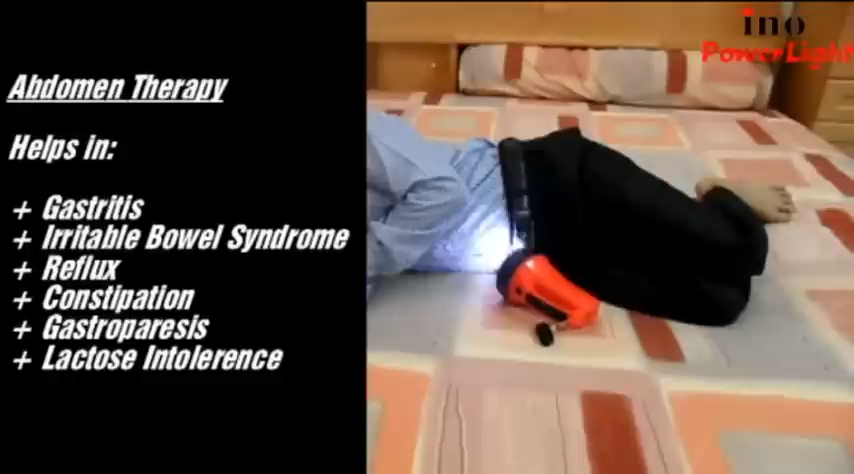 Abdomen Therapy
Helps in:
+ Gastritis
+ Irritable Bowel Syndrome
+ Reflux
+ Constipation
+ Gastroparesis
+ Lactose Intolerence
ino
PowerLight